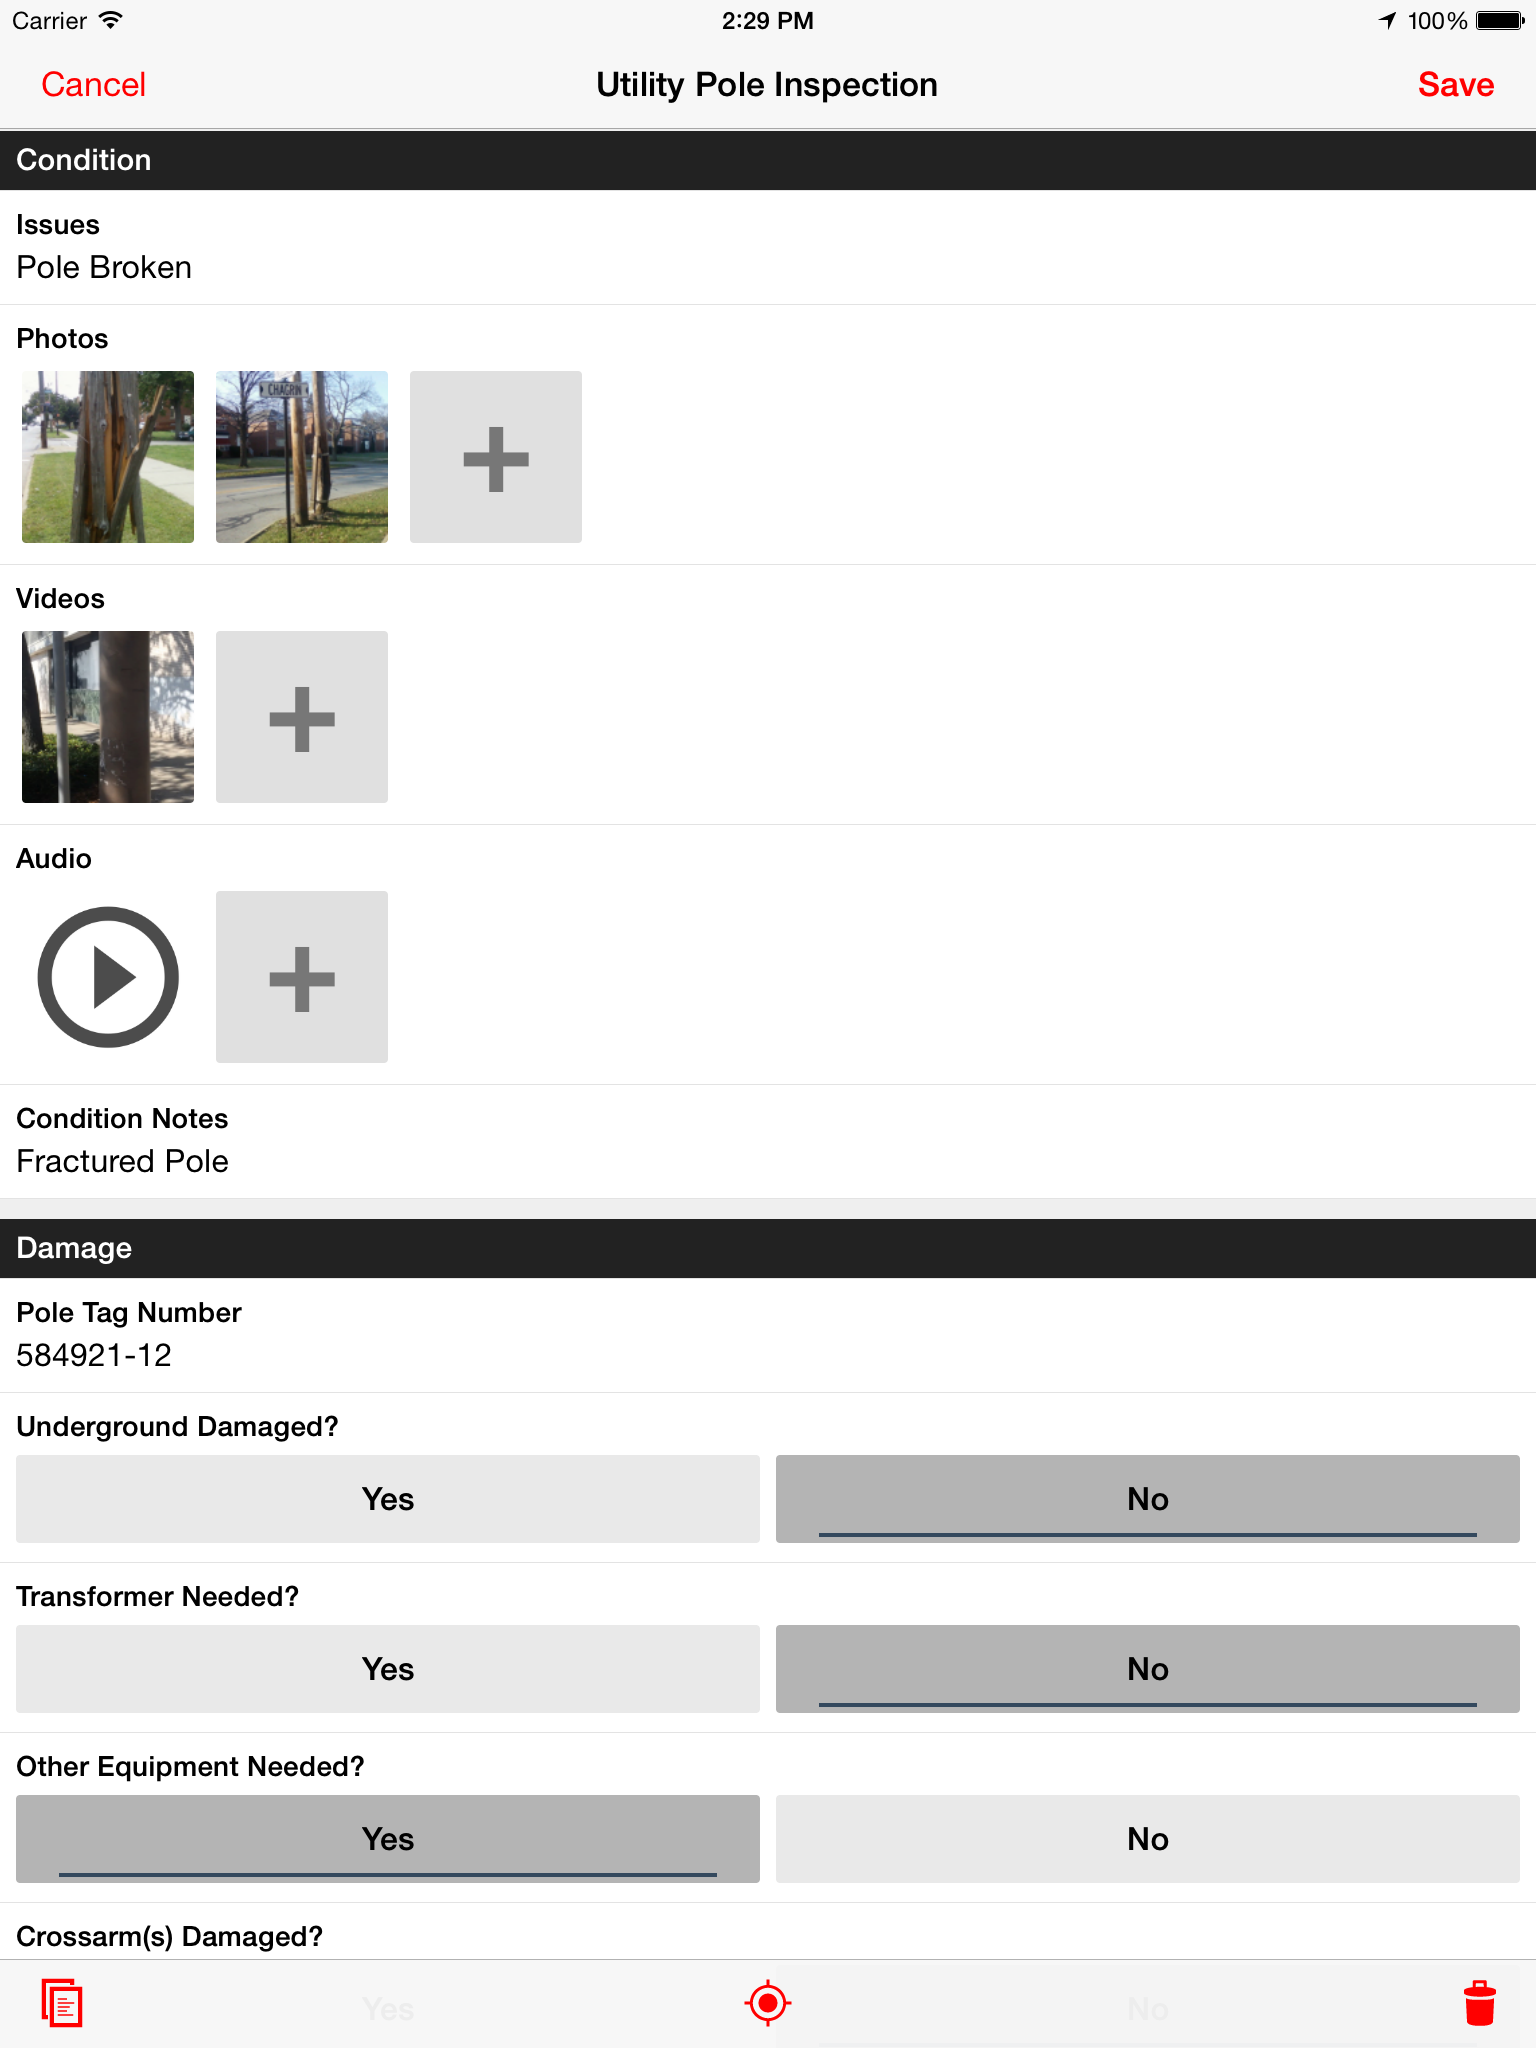 Carrier 2:29 PM 100%
Cancel Utility Pole Inspection Save
Condition
Issues
Pole Broken
Photos
CHAGRIN
Videos
Audio
Condition Notes
Fractured Pole
Damage
Pole Tag Number
584921-12
Underground Damaged?
Yes No
Transformer Needed?
Yes No
Other Equipment Needed?
Yes No
Crossarm(s) Damaged?
Yes No